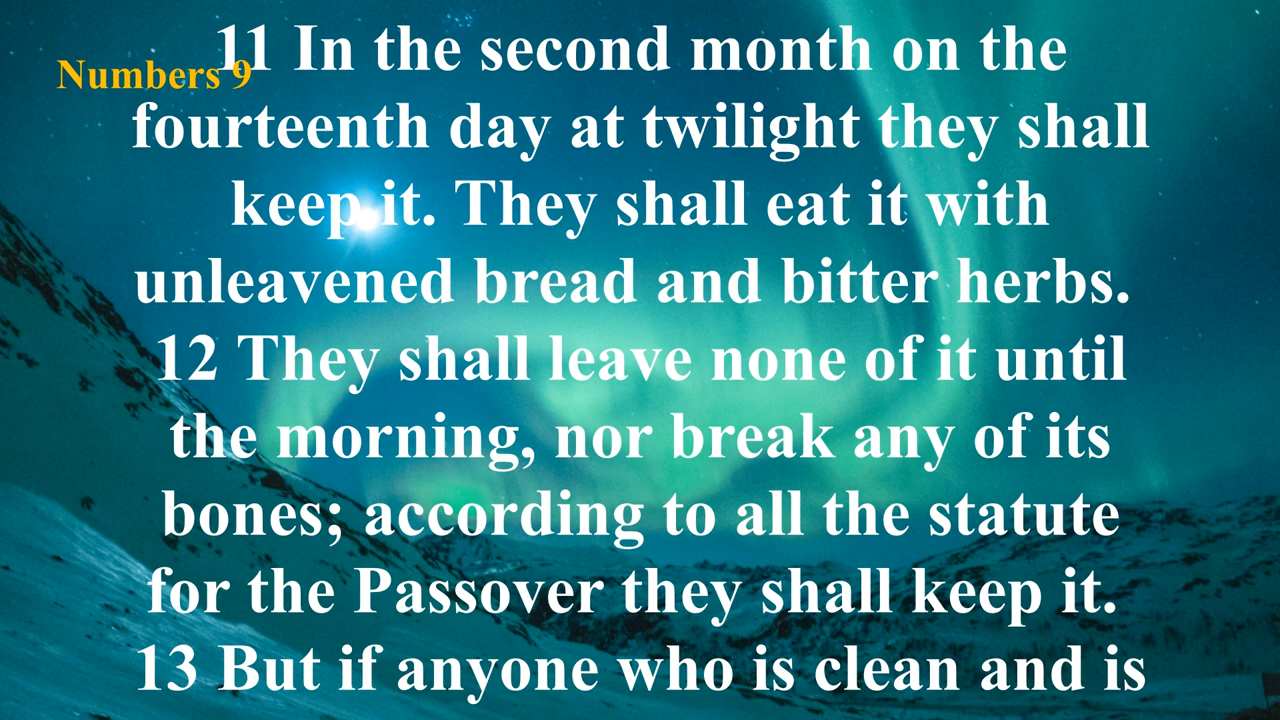 Numbers 9
11 In the second month on the
fourteenth day at twilight they shall
keep it. They shall eat it with
unleavened bread and bitter herbs.
12 They shall leave none of it until
the morning, nor break any of its
bones; according to all the statute
for the Passover they shall keep it.
13 But if anyone who is clean and is